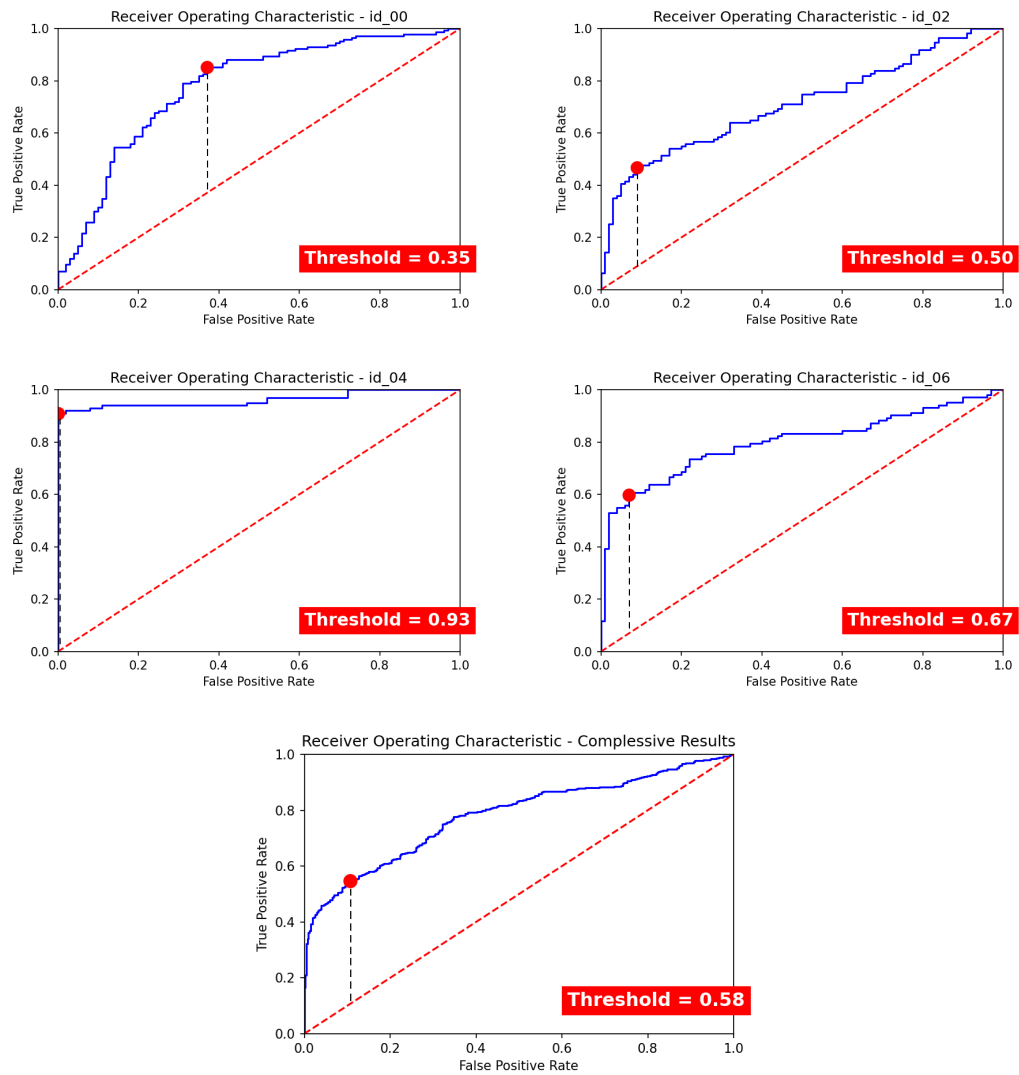 Receiver Operating Characteristic - id_00
True Positive Rate
1.0
0.8
0.6
0.4
0.2
0.0
Threshold = 0.35
0.0 0.2 0.4 0.6 0.8 1.0
False Positive Rate
Receiver Operating Characteristic - id_02
True Positive Rate
1.0
0.8
0.6
0.4
0.2
0.0
Threshold = 0.50
0.0 0.2 0.4 0.6 0.8 1.0
False Positive Rate
Receiver Operating Characteristic - id_04
True Positive Rate
1.0
0.8
0.6
0.4
0.2
0.0
Threshold = 0.93
0.0 0.2 0.4 0.6 0.8 1.0
False Positive Rate
Receiver Operating Characteristic - id_06
True Positive Rate
1.0
0.8
0.6
0.4
0.2
0.0
Threshold = 0.67
0.0 0.2 0.4 0.6 0.8 1.0
False Positive Rate
Receiver Operating Characteristic - Complessive Results
True Positive Rate
1.0
0.8
0.6
0.4
0.2
0.0
Threshold = 0.58
0.0 0.2 0.4 0.6 0.8 1.0
False Positive Rate